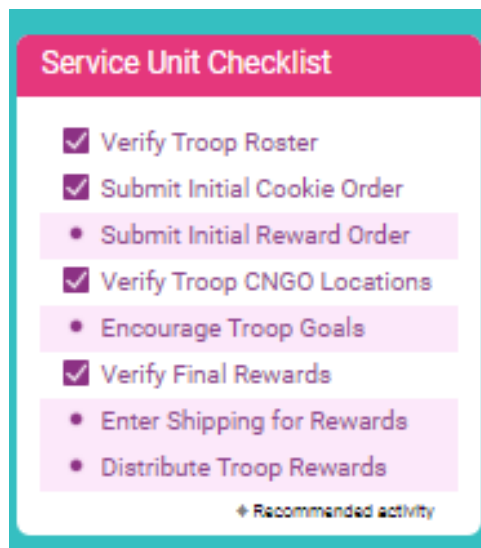 Service Unit Checklist
Verify Troop Roster
Submit Initial Cookie Order
Submit Initial Reward Order
Verify Troop CNGO Locations
Encourage Troop Goals
Verify Final Rewards
Enter Shipping for Rewards
Distribute Troop Rewards
Recommended activity